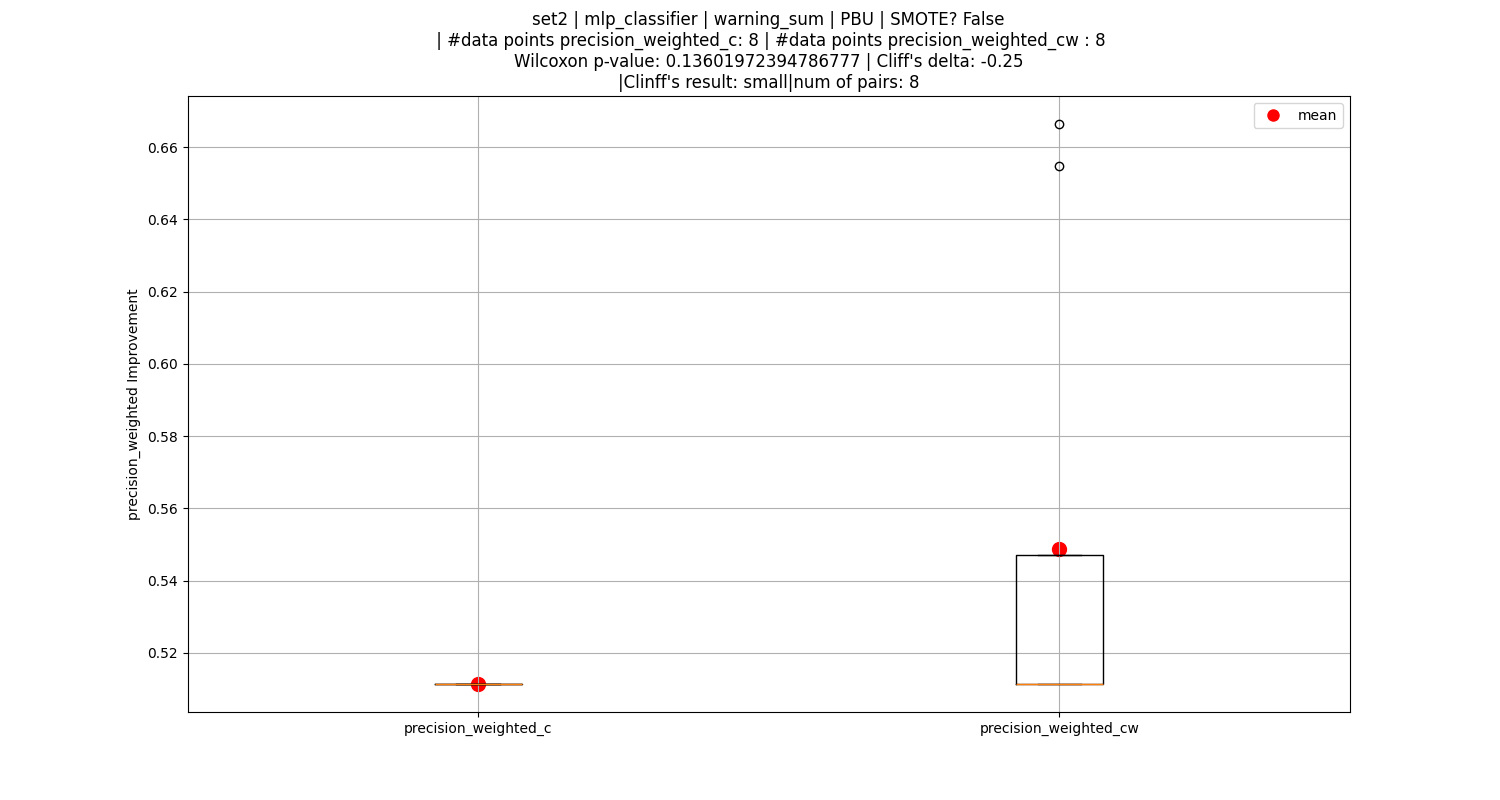 set2 | mlp_classifier | warning_sum | PBU | SMOTE? False
| #data points precision_weighted_c: 8 | #data points precision_weighted_cw : 8
Wilcoxon p-value: 0.13601972394786777 | Cliff's delta: -0.25
|Clinff's result: small|num of pairs: 8
mean
0.66
0.64
0.62
0.60
0.58
0.56
0.54
0.52
precision_weighted Improvement
precision_weighted_c
precision_weighted_cw